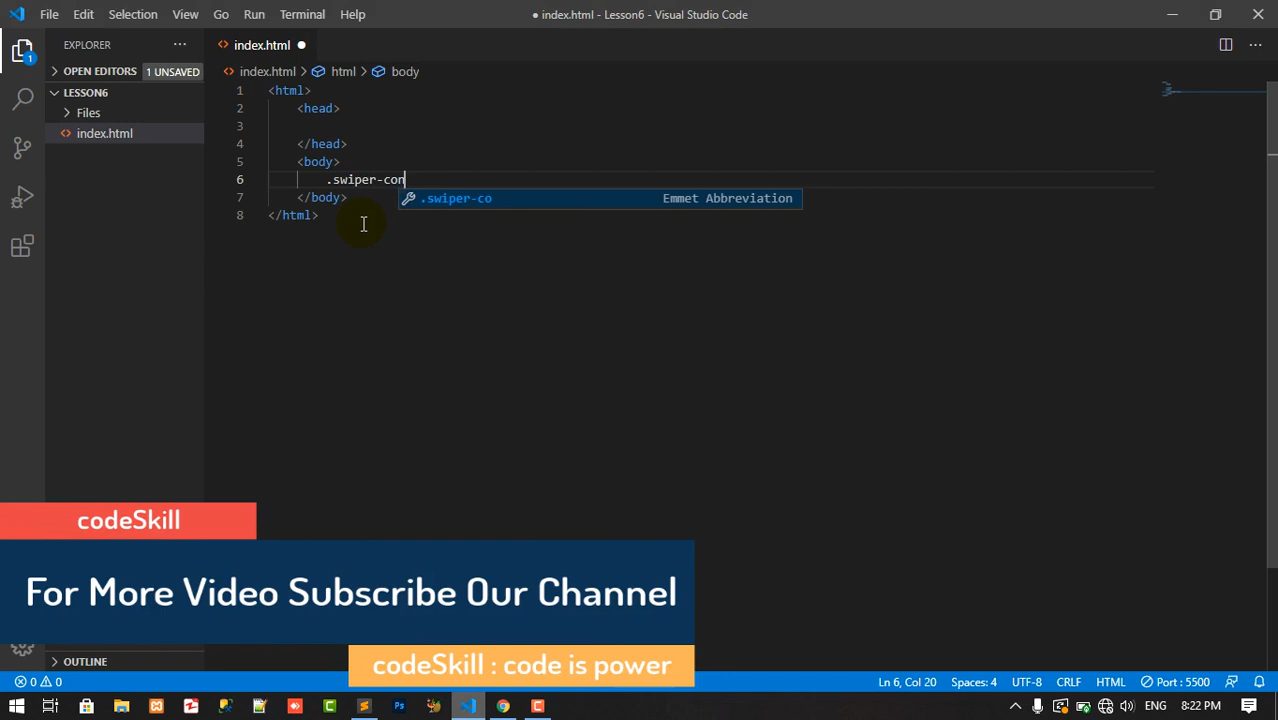 File Edit Selection View Go Run Terminal Help
● index.html - Lesson6 - Visual Studio Code
EXPLORER ···
index.html ●
1
OPEN EDITORS 1 UNSAVED
index.html > html > body
LESSON6
Files
index.html
1 <html>
2 <head>
3
4 </head>
5 <body>
6 .swiper-con
7 </body>
.swiper-co Emmet Abbreviation
8 </html>
codeSkill
For More Video Subscribe Our Channel
codeSkill : code is power
OUTLINE
0 0
Ln 6, Col 20 Spaces: 4 UTF-8 CRLF HTML Port : 5500
ENG 8:22 PM